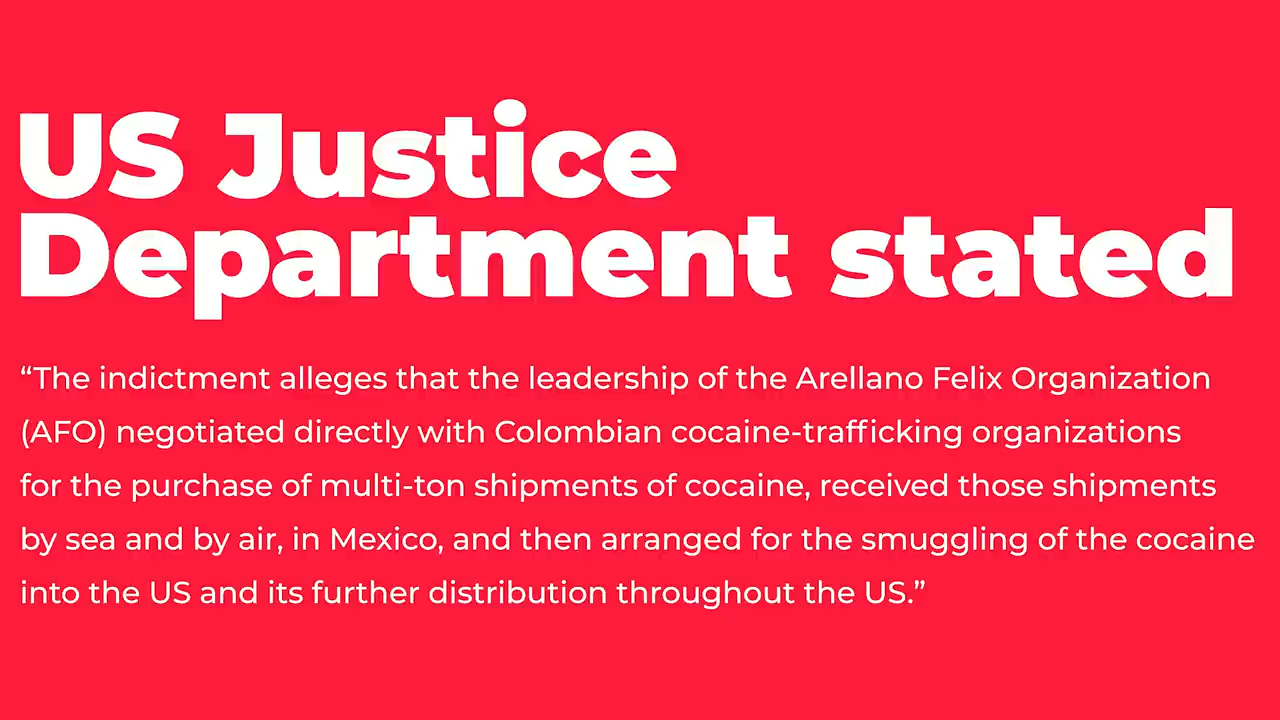 US Justice
Department stated
“The indictment alleges that the leadership of the Arellano Felix Organization
(AFO) negotiated directly with Colombian cocaine-trafficking organizations
for the purchase of multi-ton shipments of cocaine, received those shipments
by sea and by air, in Mexico, and then arranged for the smuggling of the cocaine
into the US and its further distribution throughout the US.”